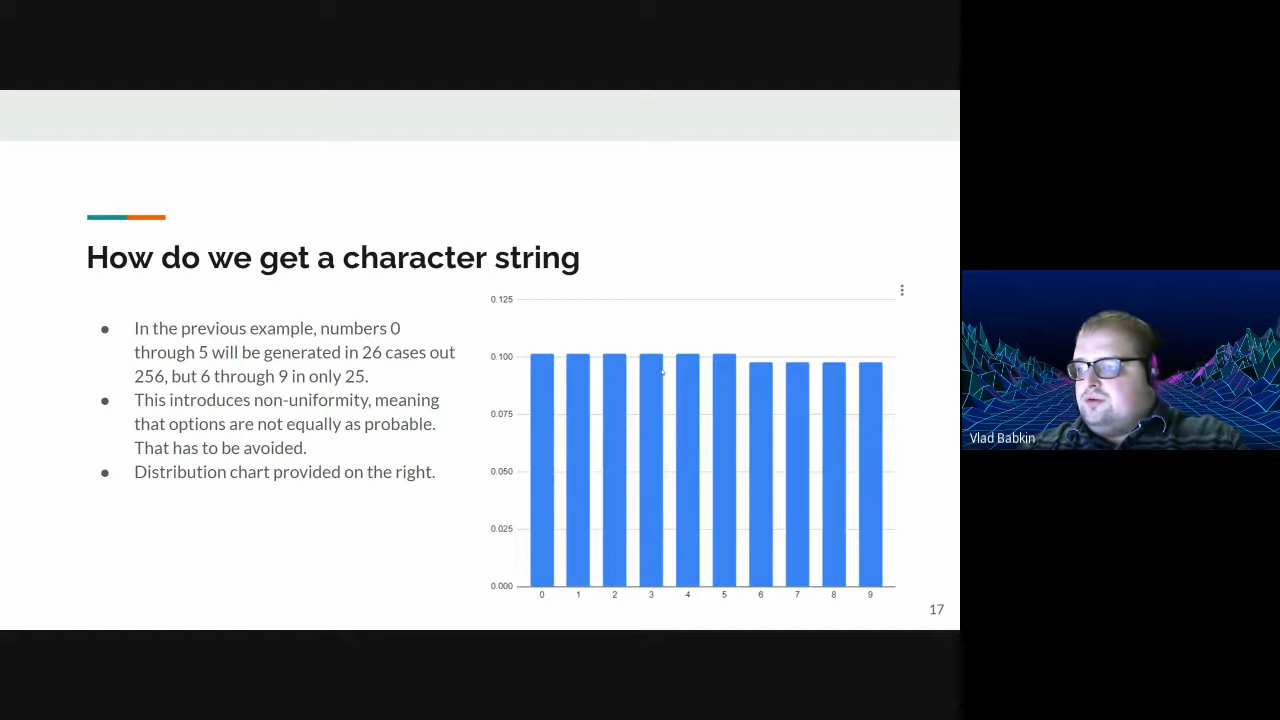 How do we get a character string
● In the previous example, numbers 0
through 5 will be generated in 26 cases out
256, but 6 through 9 in only 25.
● This introduces non-uniformity, meaning
that options are not equally as probable.
That has to be avoided.
● Distribution chart provided on the right.
0.125
0.100
0.075
0.050
0.025
0.000
0 1 2 3 4 5 6 7 8 9
17
Vlad Babkin